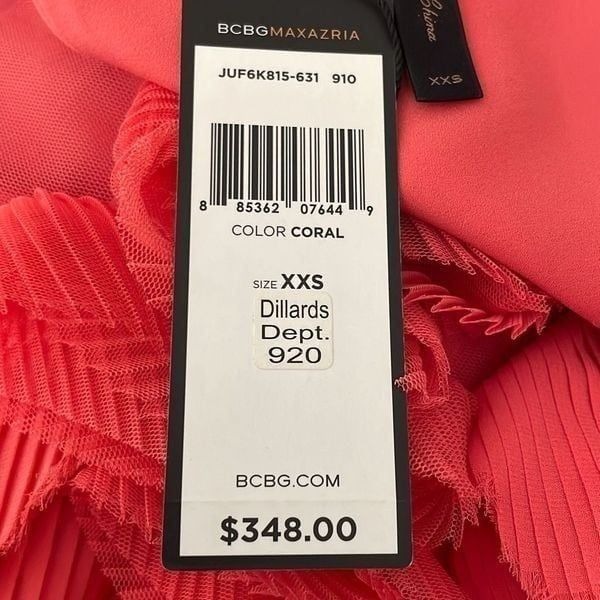 BCBGMAXAZRIA
Shina
XXS
JUF6K815-631 910
8 85362 07644 9
COLOR CORAL
SIZE XXS
Dillards
Dept.
920
BCBG.COM
$348.00